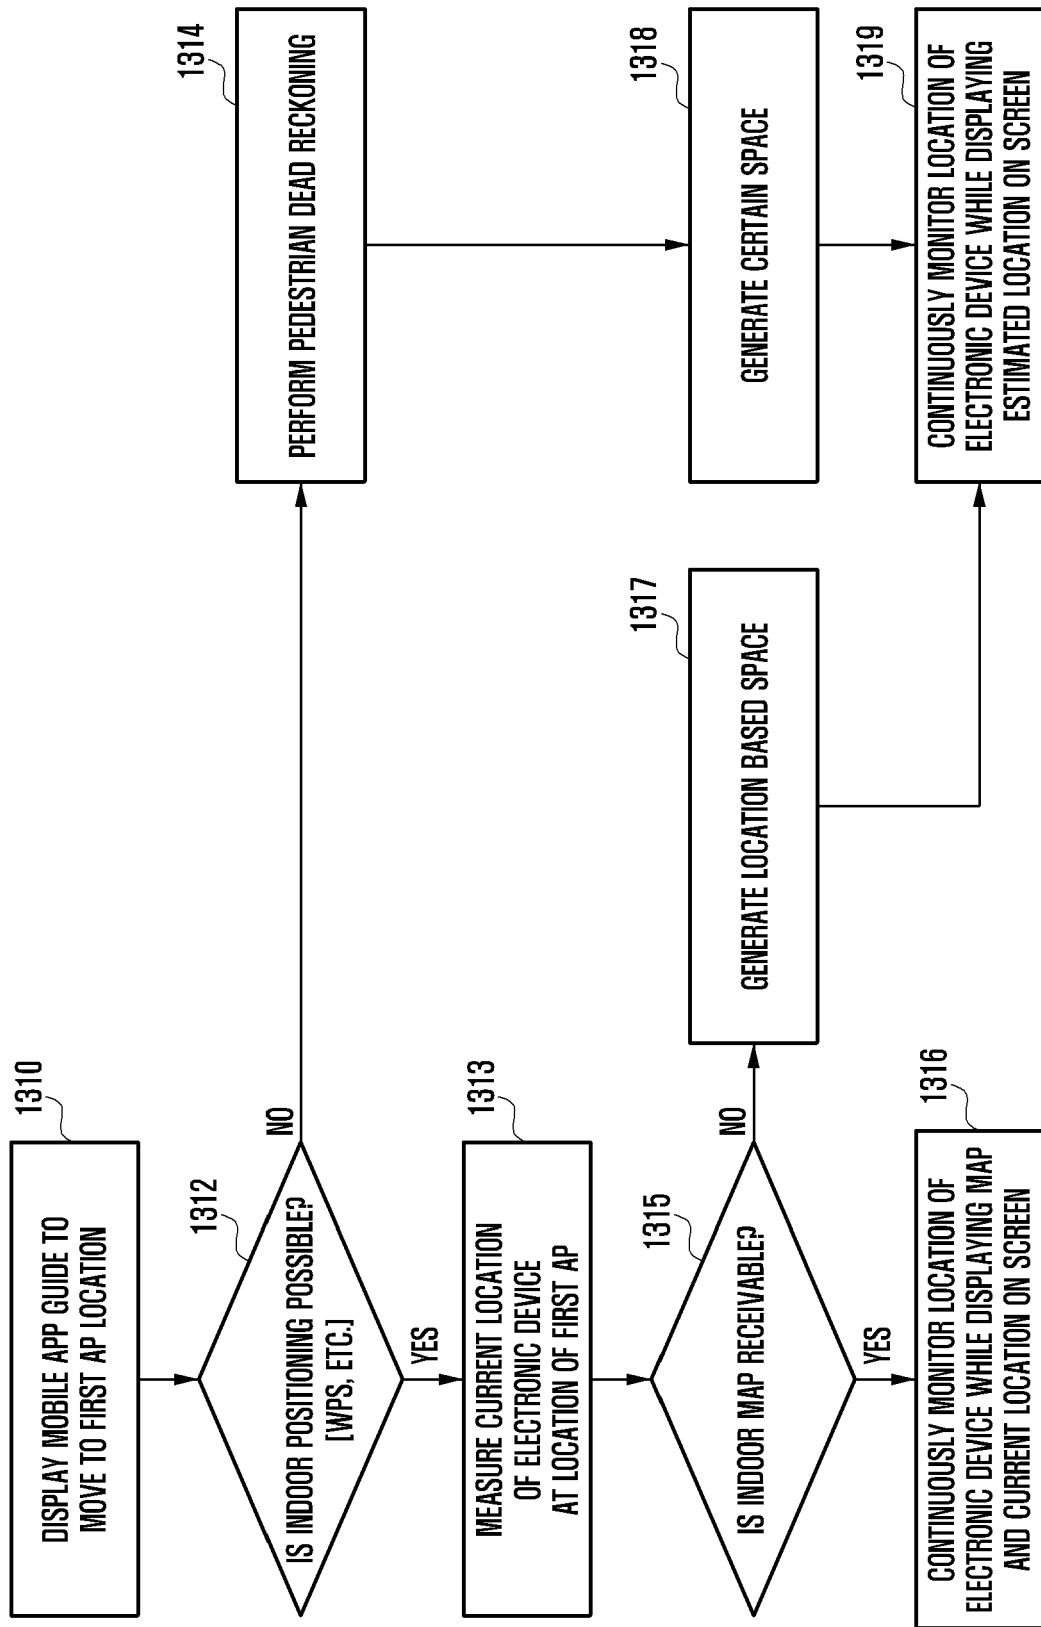 1310
DISPLAY MOBILE APP GUIDE TO
MOVE TO FIRST AP LOCATION
1312
IS INDOOR POSITIONING POSSIBLE?
[WPS, ETC.]
NO
YES
1314
PERFORM PEDESTRIAN DEAD RECKONING
1313
MEASURE CURRENT LOCATION
OF ELECTRONIC DEVICE
AT LOCATION OF FIRST AP
1315
IS INDOOR MAP RECEIVABLE?
NO
YES
1317
GENERATE LOCATION BASED SPACE
1318
GENERATE CERTAIN SPACE
1316
CONTINUOUSLY MONITOR LOCATION OF
ELECTRONIC DEVICE WHILE DISPLAYING MAP
AND CURRENT LOCATION ON SCREEN
1319
CONTINUOUSLY MONITOR LOCATION OF
ELECTRONIC DEVICE WHILE DISPLAYING
ESTIMATED LOCATION ON SCREEN